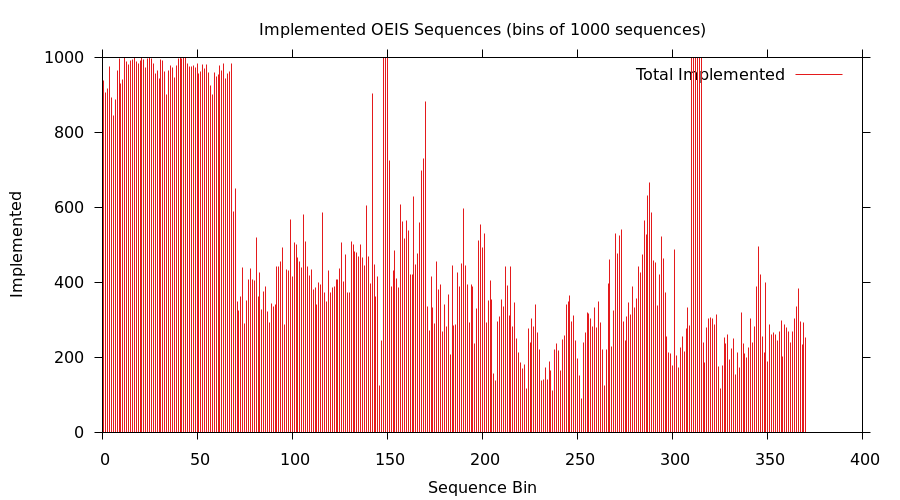 Implemented OEIS Sequences (bins of 1000 sequences)
Total Implemented
1000
800
600
400
200
0
Implemented
0 50 100 150 200 250 300 350 400
Sequence Bin